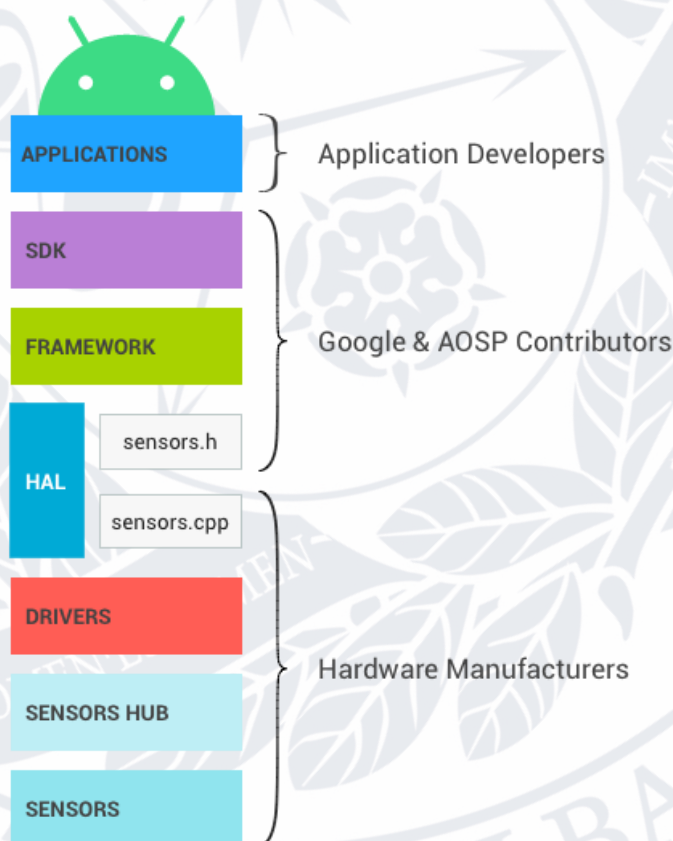 APPLICATIONS
Application Developers
SDK
FRAMEWORK
Google & AOSP Contributors
HAL
sensors.h
sensors.cpp
DRIVERS
SENSORS HUB
Hardware Manufacturers
SENSORS